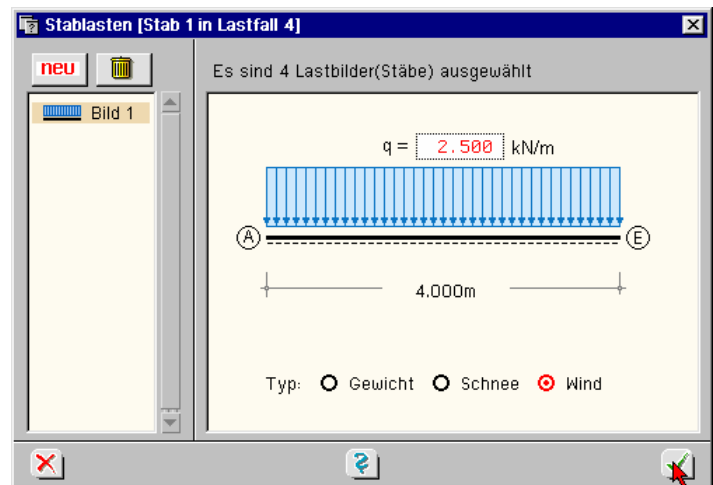 Stablasten [Stab 1 in Lastfall 4]
neu
Es sind 4 Lastbilder(Stäbe) ausgewählt
Bild 1
q = 2.500 kN/m
A E
4.000m
Typ: Gewicht Schnee Wind